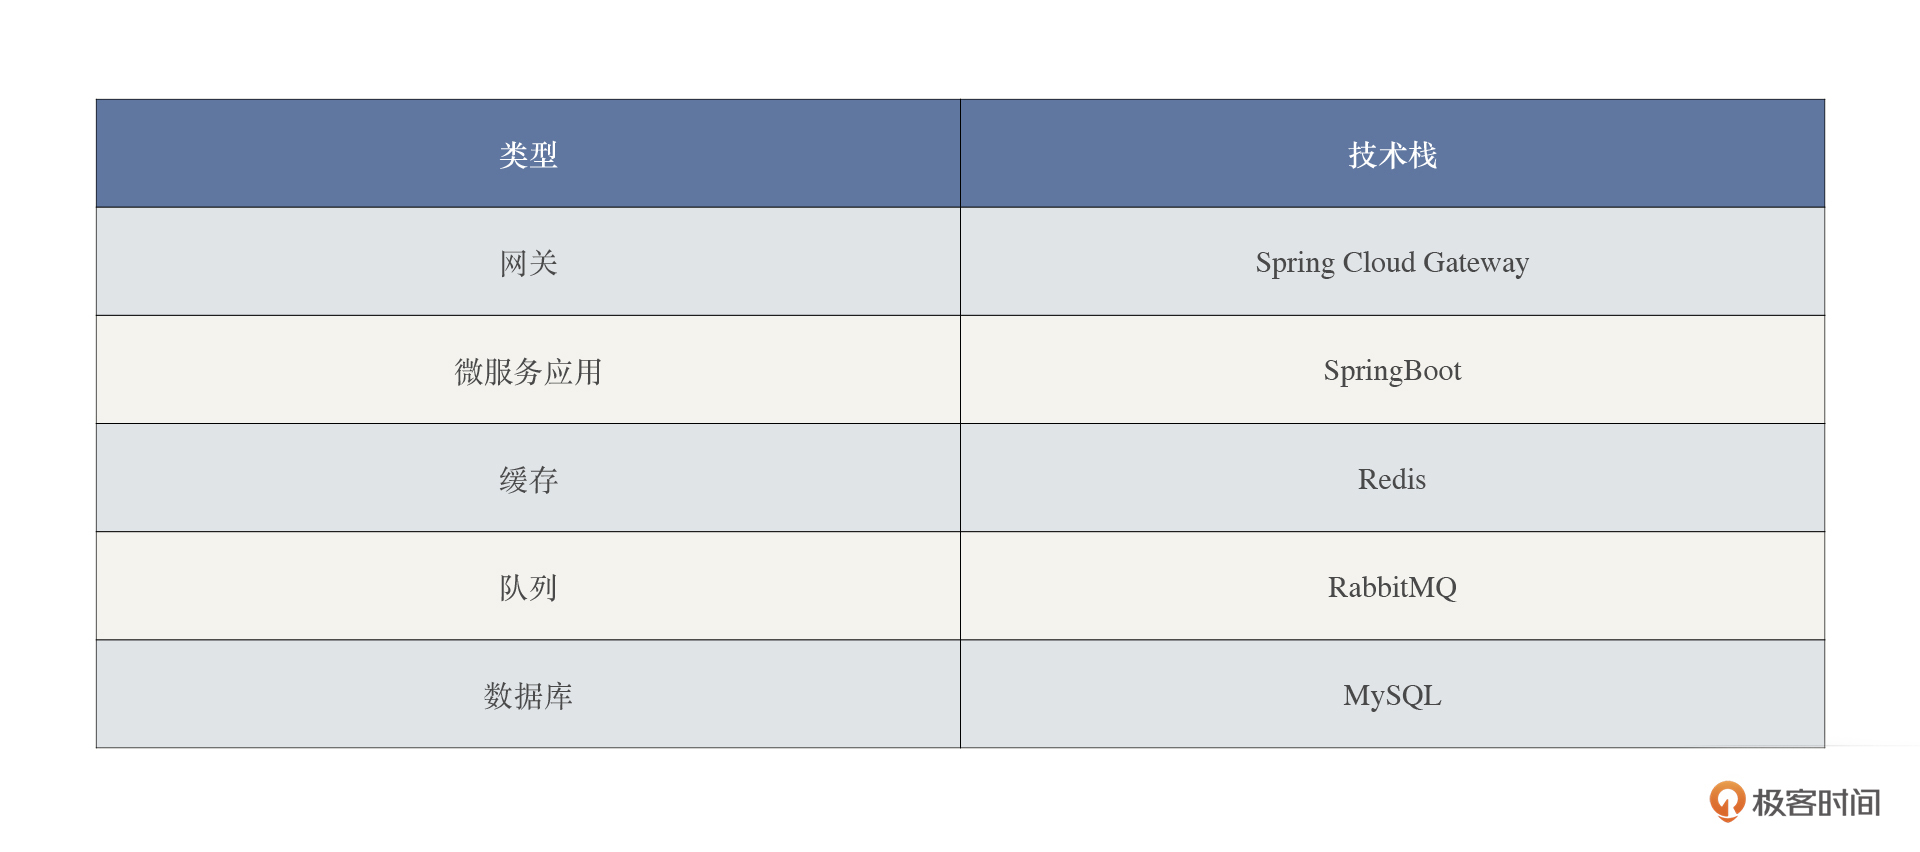 类型 技术栈
网关 Spring Cloud Gateway
微服务应用 SpringBoot
缓存 Redis
队列 RabbitMQ
数据库 MySQL
极客时间